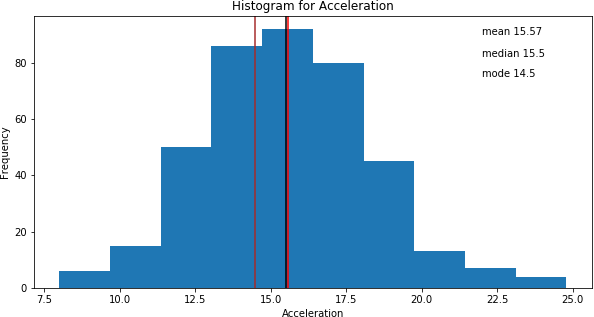 Histogram for Acceleration
mean 15.57
median 15.5
mode 14.5
Frequency
80
60
40
20
0
7.5 10.0 12.5 15.0 17.5 20.0 22.5 25.0
Acceleration